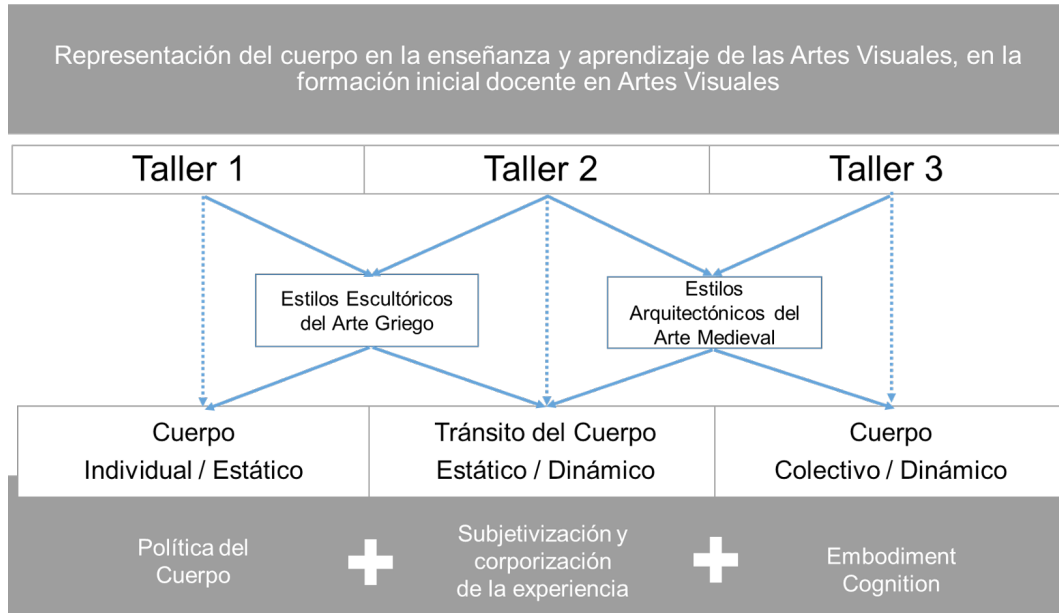 Representación del cuerpo en la enseñanza y aprendizaje de las Artes Visuales, en la
formación inicial docente en Artes Visuales
Taller 1
Taller 2
Taller 3
Estilos Escultóricos
del Arte Griego
Estilos
Arquitectónicos del
Arte Medieval
Cuerpo
Individual / Estático
Tránsito del Cuerpo
Estático / Dinámico
Cuerpo
Colectivo / Dinámico
Política del
Cuerpo
+
Subjetivización y
corporización
de la experiencia
+
Embodiment
Cognition